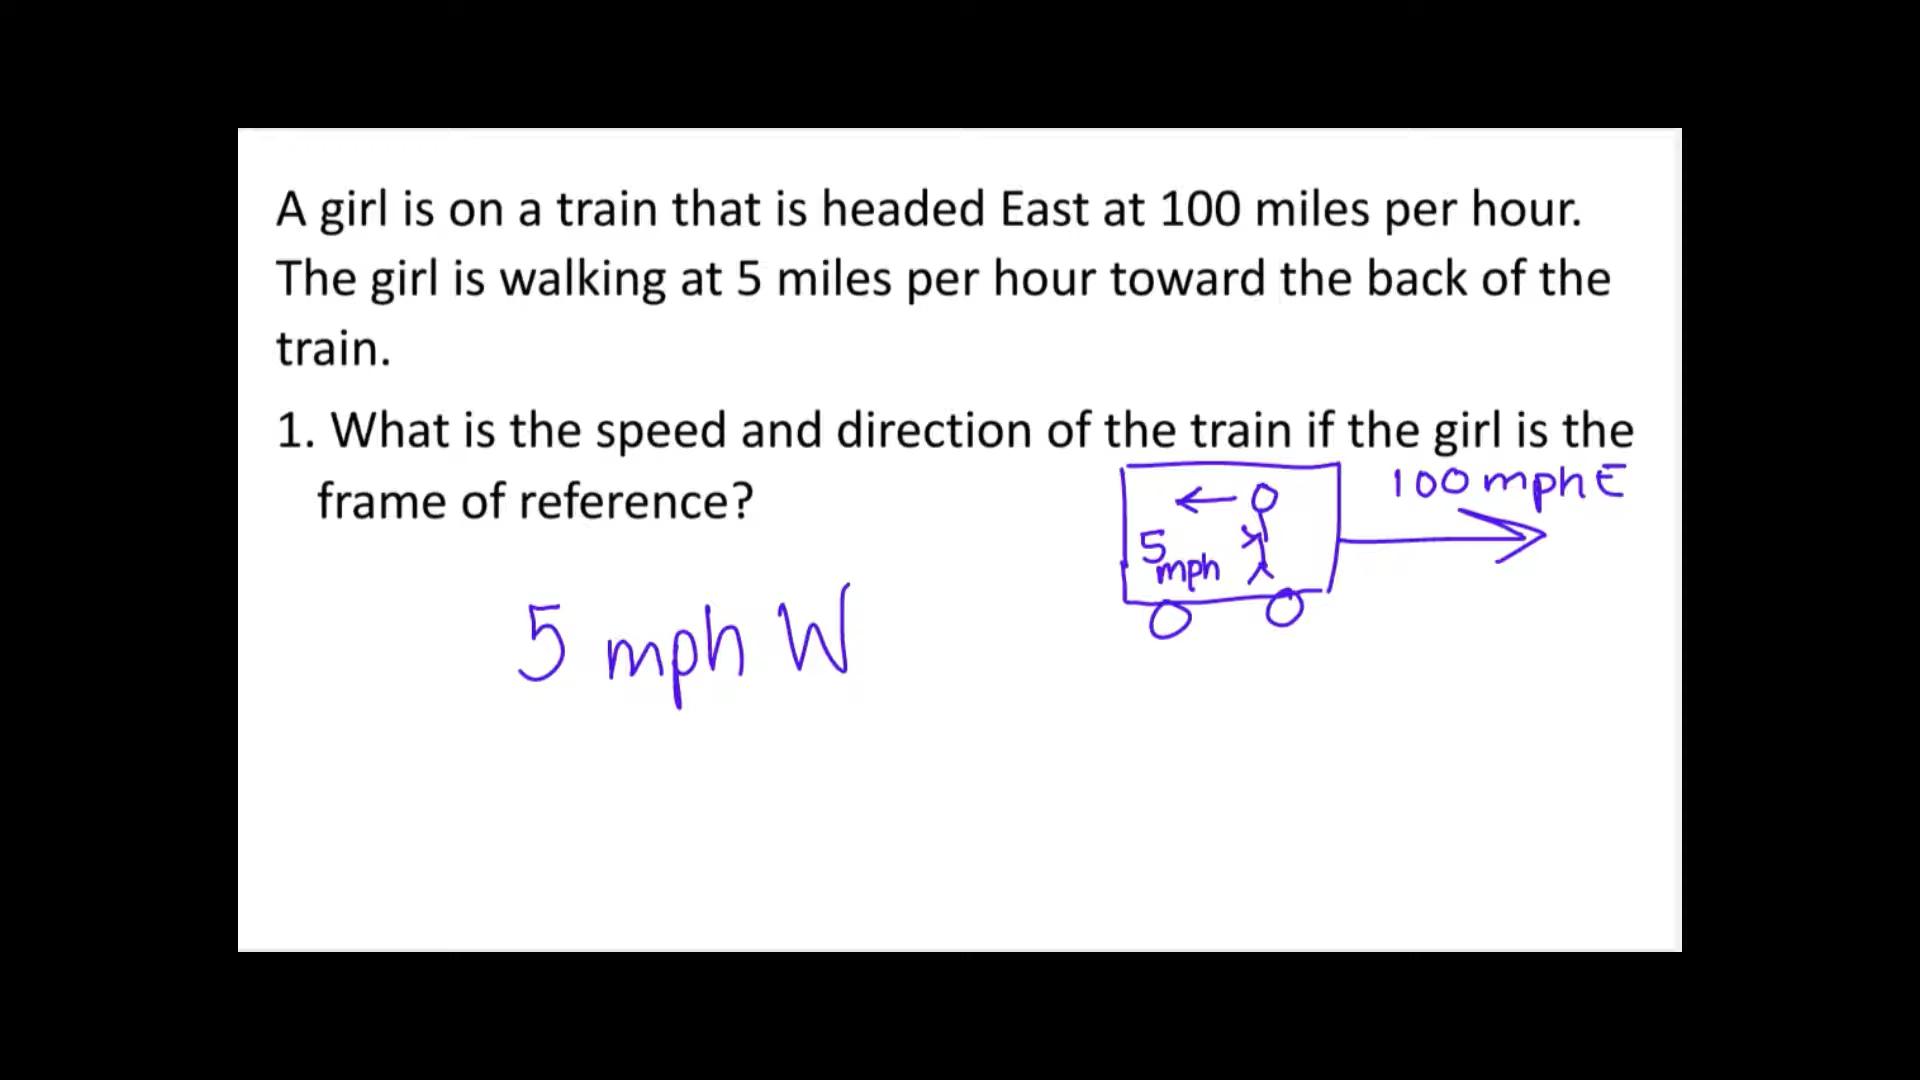 A girl is on a train that is headed East at 100 miles per hour.
The girl is walking at 5 miles per hour toward the back of the
train.
1. What is the speed and direction of the train if the girl is the
frame of reference?
100 mph E
5
mph
5 mph W